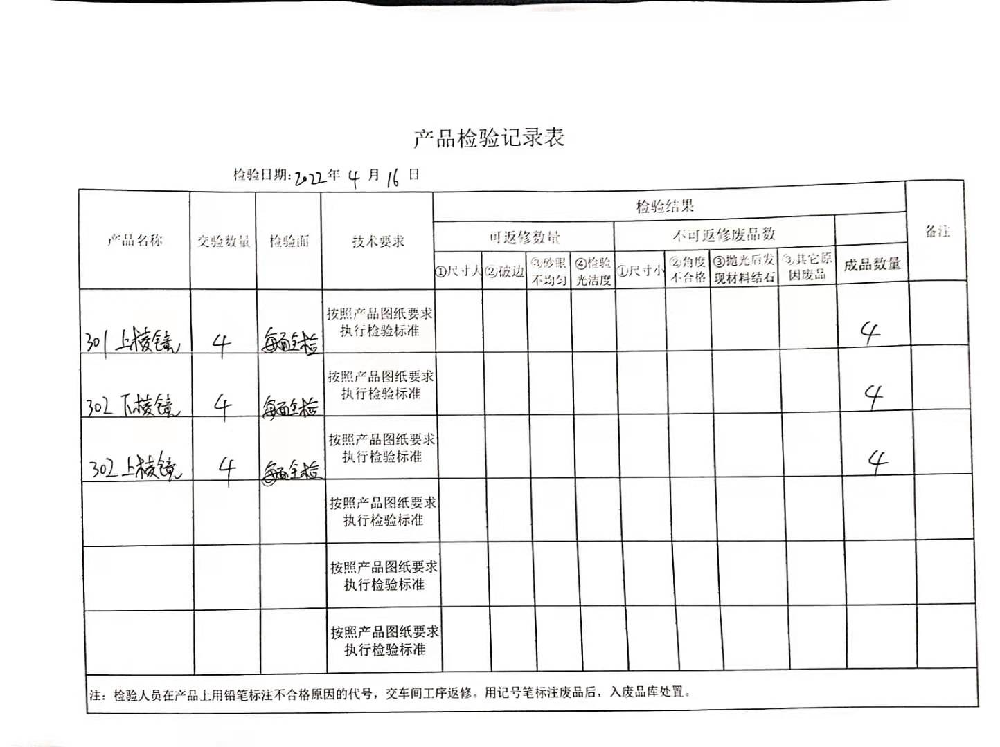 产品检验记录表
检验日期:2022年 4 月 16 日
产品名称 交验数量 检验面 技术要求 检验结果 备注
可返修数量 不可返修废品数 成品数量
①尺寸大 ②破边 ③砂眼不均匀 ④检验光洁度 ①尺寸小 ②角度不合格 ③抛光后发现材料结石 ③其它原因废品
301上棱镜 4 每面全检 按照产品图纸要求执行检验标准 4
302下棱镜 4 每面全检 按照产品图纸要求执行检验标准 4
302上棱镜 4 每面全检 按照产品图纸要求执行检验标准 4
按照产品图纸要求执行检验标准
按照产品图纸要求执行检验标准
按照产品图纸要求执行检验标准
注：检验人员在产品上用铅笔标注不合格原因的代号，交车间工序返修。用记号笔标注废品后，入废品库处置。